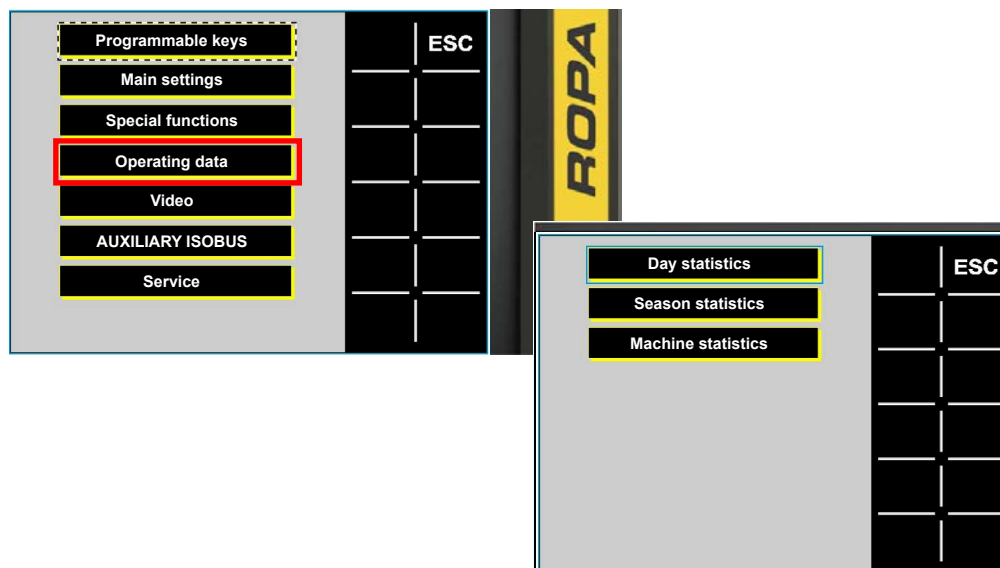 Programmable keys
ESC
Main settings
Special functions
Operating data
Video
AUXILIARY ISOBUS
Service
ROPA
Day statistics
ESC
Season statistics
Machine statistics